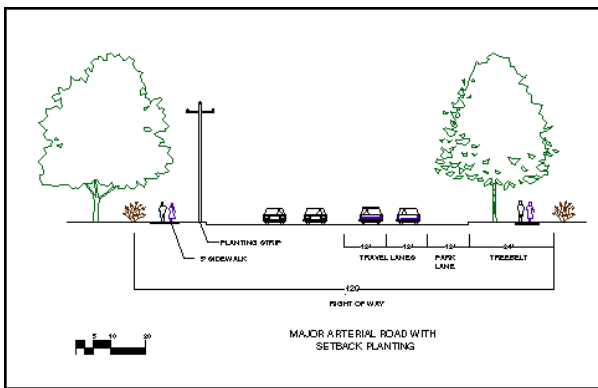 PLANTING STRIP
5' SIDEWALK
12' 12' 12' 24'
TRAVEL LANES PARK LANE TREEBELT
120
RIGHT OF WAY
MAJOR ARTERIAL ROAD WITH
SETBACK PLANTING
5 10 20